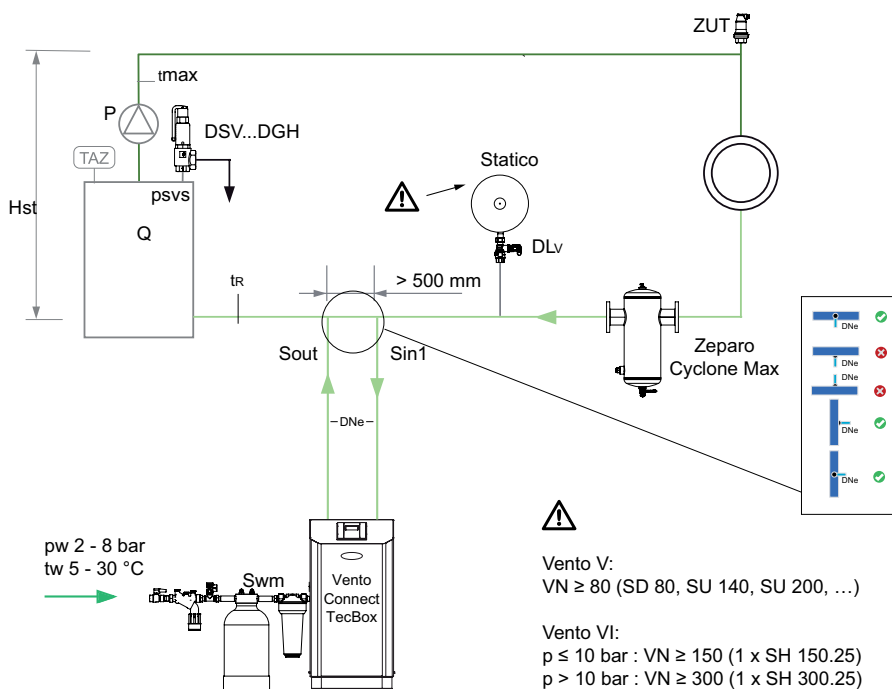 ZUT
tmax
P
DSV...DGH
TAZ
Statico
psvs
Hst
Q
DLV
tR
> 500 mm
DNe
DNe
DNe
DNe
DNe
Sout
Sin1
Zeparo
Cyclone Max
DNe
pw 2 - 8 bar
tw 5 - 30 °C
Swm
Vento
Connect
TecBox
Vento V:
VN ≥ 80 (SD 80, SU 140, SU 200, …)
Vento VI:
p ≤ 10 bar : VN ≥ 150 (1 x SH 150.25)
p > 10 bar : VN ≥ 300 (1 x SH 300.25)